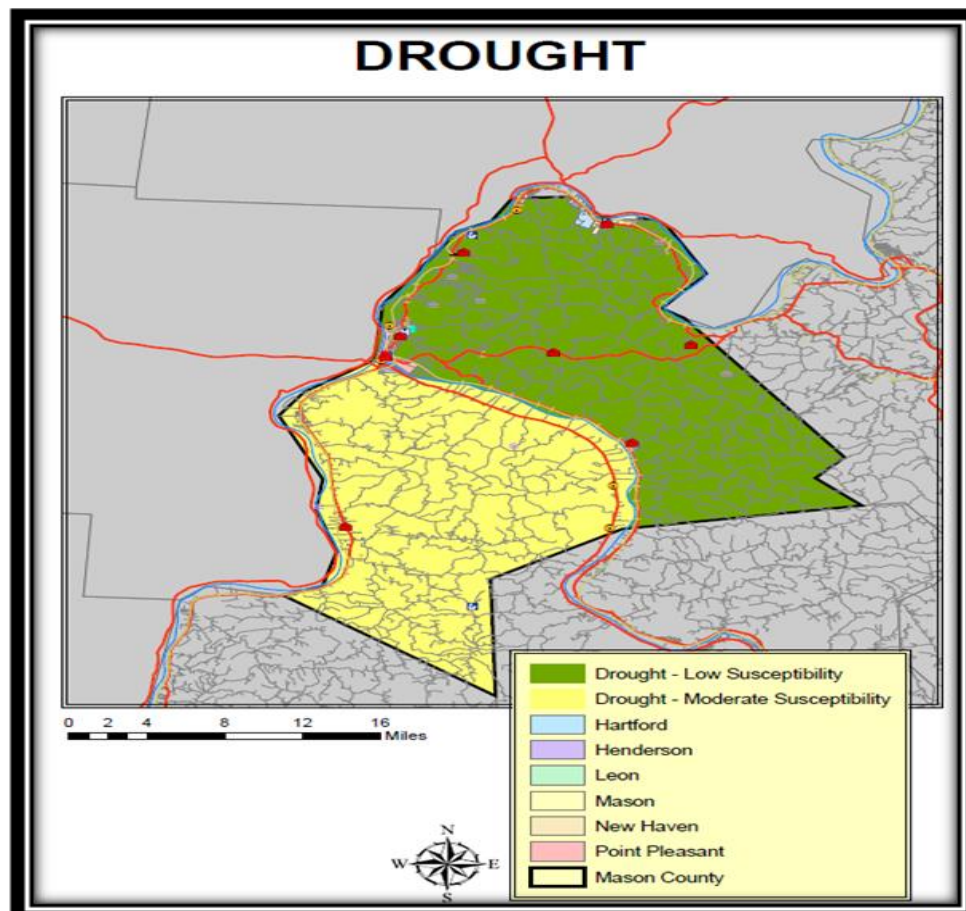 DROUGHT
0 2 4 8 12 16
Miles
Drought - Low Susceptibility
Drought - Moderate Susceptibility
Hartford
Henderson
Leon
Mason
New Haven
Point Pleasant
Mason County
N
W E
S